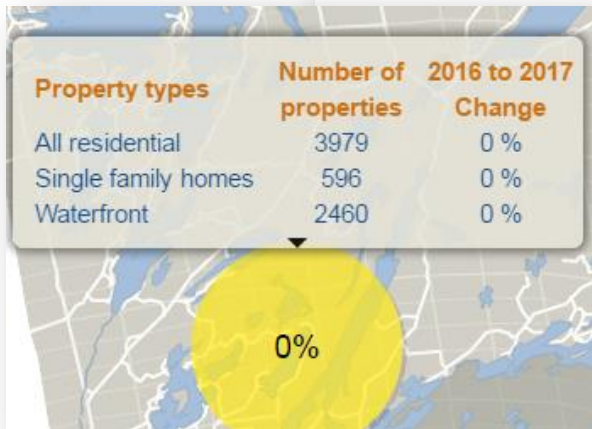 Property types Number of properties 2016 to 2017 Change
All residential 3979 0 %
Single family homes 596 0 %
Waterfront 2460 0 %
0%